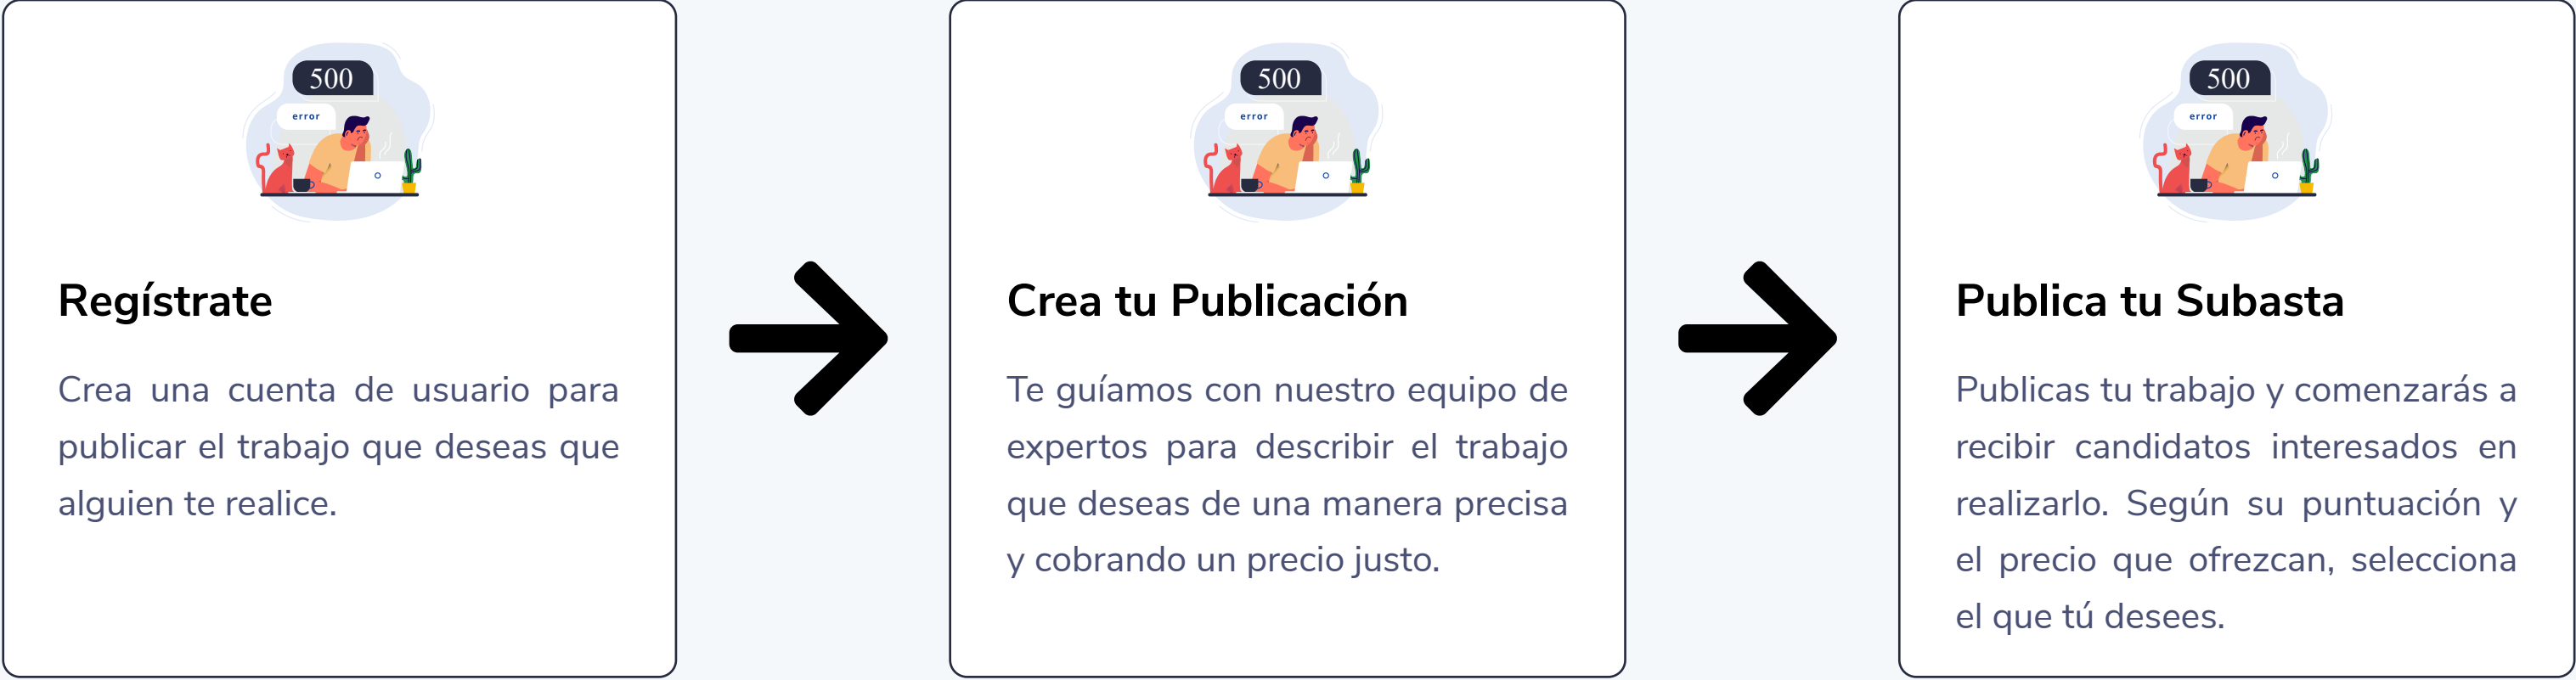 500
error
Regístrate
Crea una cuenta de usuario para
publicar el trabajo que deseas que
alguien te realice.
500
error
Crea tu Publicación
Te guíamos con nuestro equipo de
expertos para describir el trabajo
que deseas de una manera precisa
y cobrando un precio justo.
500
error
Publica tu Subasta
Publicas tu trabajo y comenzarás a
recibir candidatos interesados en
realizarlo. Según su puntuación y
el precio que ofrezcan, selecciona
el que tú desees.